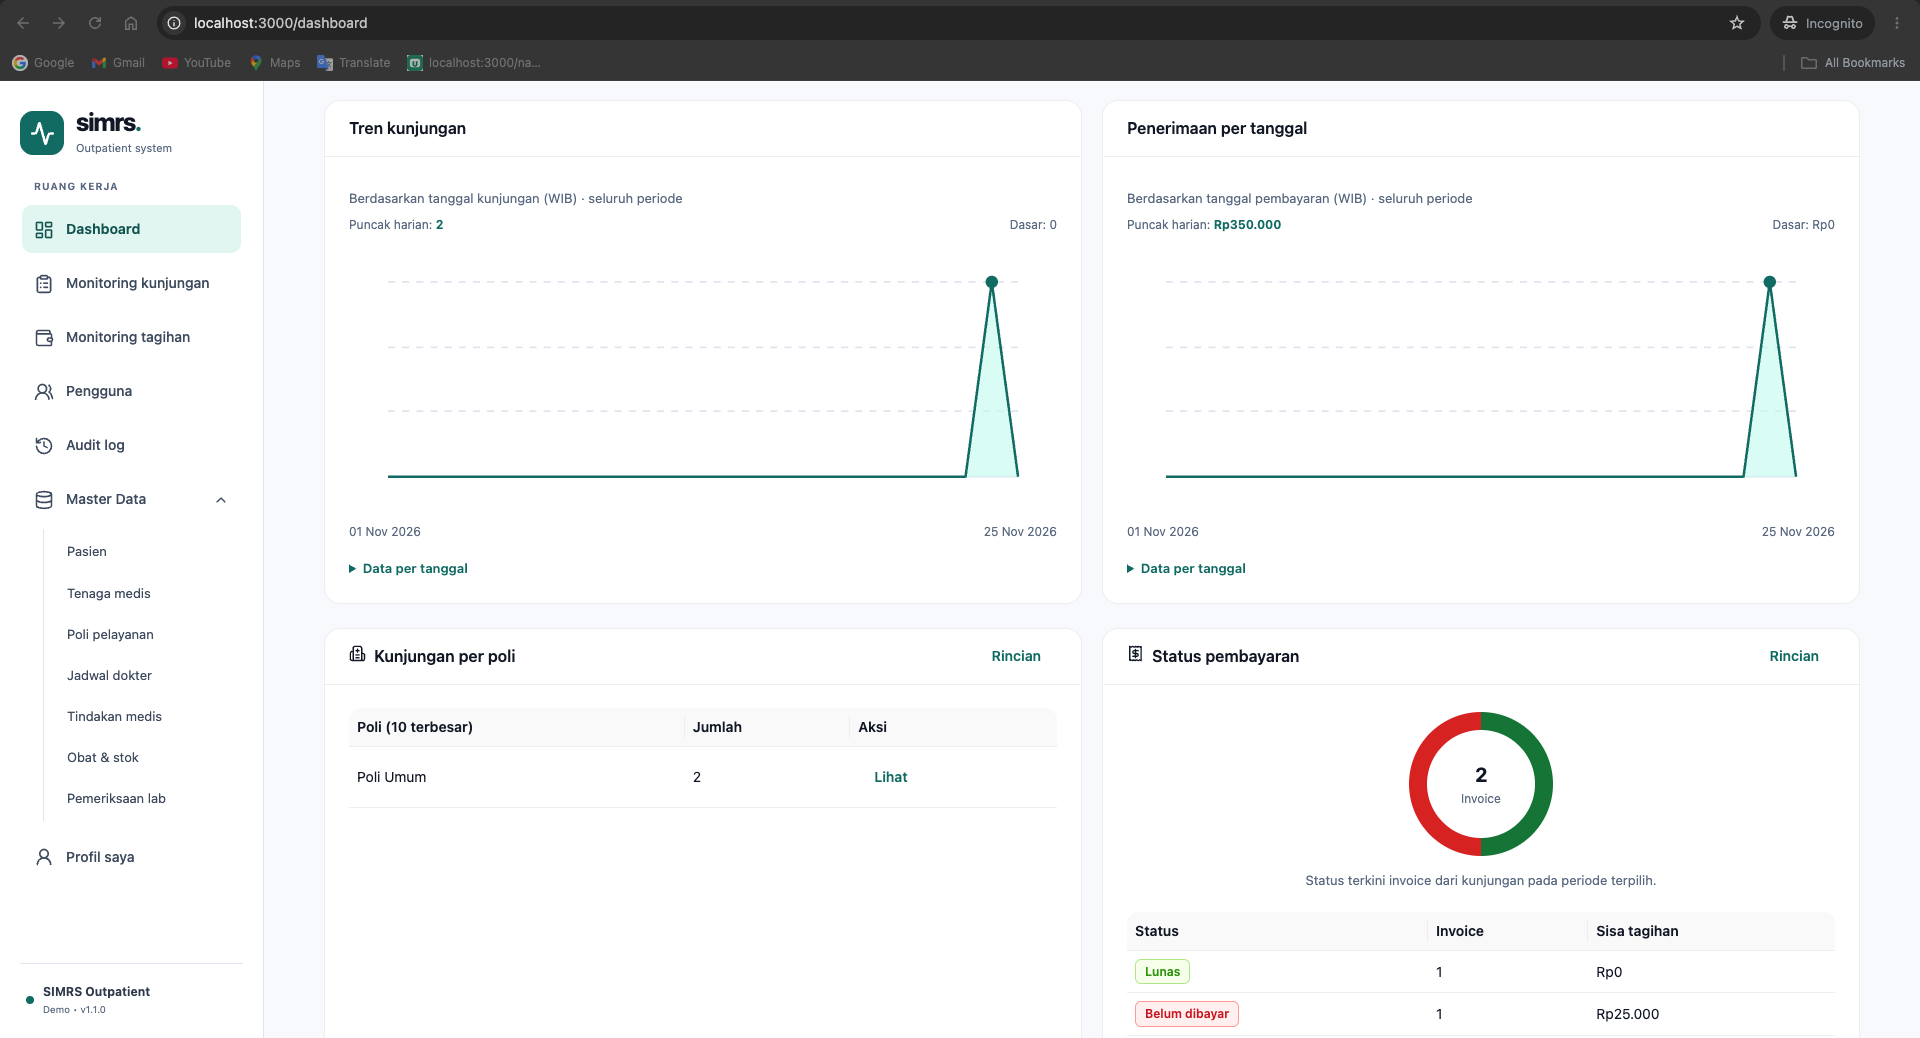 localhost:3000/dashboard
Incognito
Google
Gmail
YouTube
Maps
Translate
localhost:3000/na...
All Bookmarks
simrs.
Outpatient system
RUANG KERJA
Dashboard
Monitoring kunjungan
Monitoring tagihan
Pengguna
Audit log
Master Data
Pasien
Tenaga medis
Poli pelayanan
Jadwal dokter
Tindakan medis
Obat & stok
Pemeriksaan lab
Profil saya
SIMRS Outpatient
Demo • v1.1.0
Tren kunjungan
Berdasarkan tanggal kunjungan (WIB) · seluruh periode
Puncak harian: 2
Dasar: 0
01 Nov 2026
25 Nov 2026
Data per tanggal
Penerimaan per tanggal
Berdasarkan tanggal pembayaran (WIB) · seluruh periode
Puncak harian: Rp350.000
Dasar: Rp0
01 Nov 2026
25 Nov 2026
Data per tanggal
Kunjungan per poli
Rincian
Poli (10 terbesar)
Jumlah
Aksi
Poli Umum
2
Lihat
Status pembayaran
Rincian
2
Invoice
Status terkini invoice dari kunjungan pada periode terpilih.
Status
Invoice
Sisa tagihan
Lunas
1
Rp0
Belum dibayar
1
Rp25.000